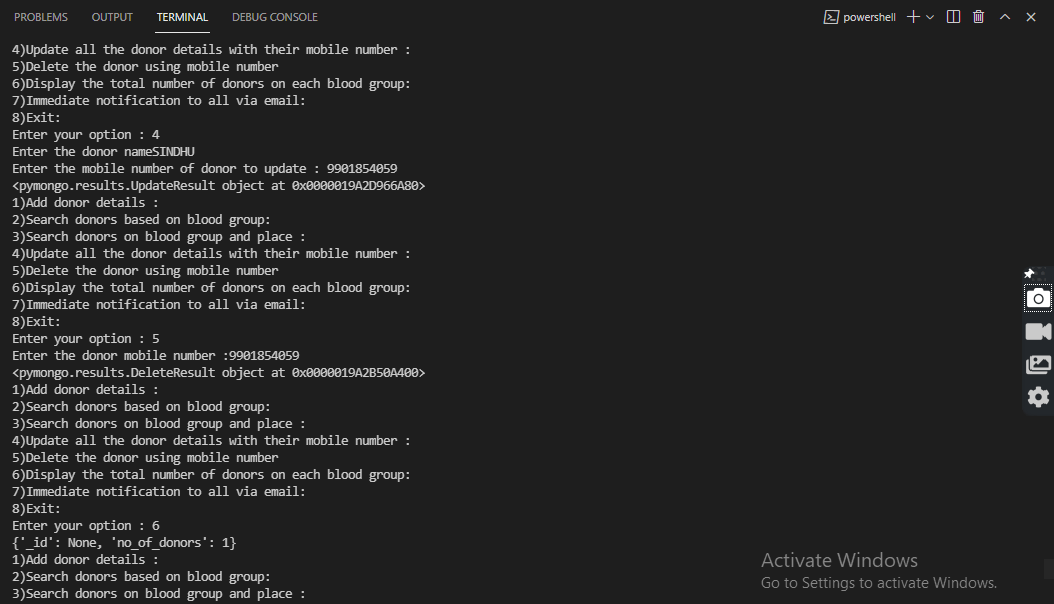 PROBLEMS OUTPUT TERMINAL DEBUG CONSOLE powershell
4)Update all the donor details with their mobile number :
5)Delete the donor using mobile number
6)Display the total number of donors on each blood group:
7)Immediate notification to all via email:
8)Exit:
Enter your option : 4
Enter the donor nameSINDHU
Enter the mobile number of donor to update : 9901854059
<pymongo.results.UpdateResult object at 0x0000019A2D966A80>
1)Add donor details :
2)Search donors based on blood group:
3)Search donors on blood group and place :
4)Update all the donor details with their mobile number :
5)Delete the donor using mobile number
6)Display the total number of donors on each blood group:
7)Immediate notification to all via email:
8)Exit:
Enter your option : 5
Enter the donor mobile number :9901854059
<pymongo.results.DeleteResult object at 0x0000019A2B50A400>
1)Add donor details :
2)Search donors based on blood group:
3)Search donors on blood group and place :
4)Update all the donor details with their mobile number :
5)Delete the donor using mobile number
6)Display the total number of donors on each blood group:
7)Immediate notification to all via email:
8)Exit:
Enter your option : 6
{'_id': None, 'no_of_donors': 1}
1)Add donor details :
2)Search donors based on blood group:
3)Search donors on blood group and place :
Activate Windows
Go to Settings to activate Windows.